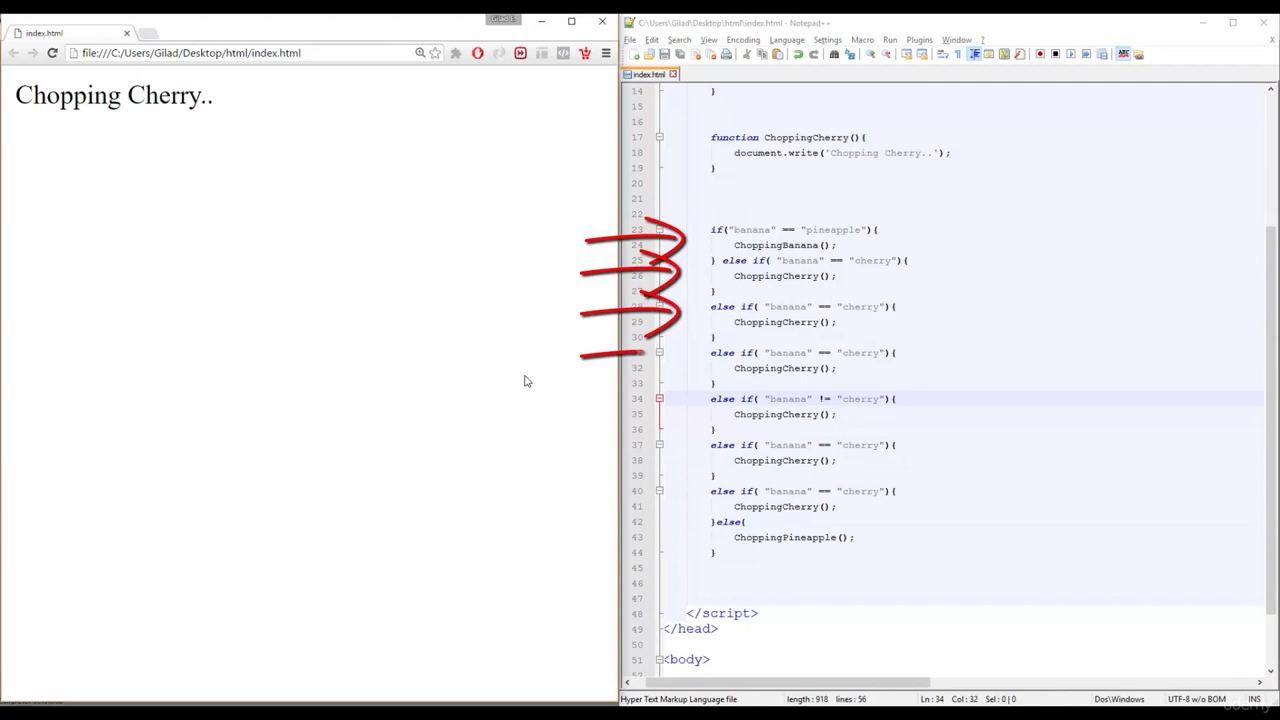 Gilad E.
index.html
file:///C:/Users/Gilad/Desktop/html/index.html
Chopping Cherry..
C:\Users\Gilad\Desktop\html\index.html - Notepad++
File Edit Search View Encoding Language Settings Macro Run Plugins Window ? X
index.html
14 }
15
16
17 function ChoppingCherry(){
18 document.write('Chopping Cherry..');
19 }
20
21
22
23 if("banana" == "pineapple"){
24 ChoppingBanana();
25 } else if( "banana" == "cherry"){
26 ChoppingCherry();
27 }
28 else if( "banana" == "cherry"){
29 ChoppingCherry();
30 }
else if( "banana" == "cherry"){
32 ChoppingCherry();
33 }
34 else if( "banana" != "cherry"){
35 ChoppingCherry();
36 }
37 else if( "banana" == "cherry"){
38 ChoppingCherry();
39 }
40 else if( "banana" == "cherry"){
41 ChoppingCherry();
42 }else{
43 ChoppingPineapple();
44 }
45
46
47
48 </script>
49 </head>
50
51 <body>
52
Hyper Text Markup Language file length : 918 lines : 56 Ln : 34 Col : 32 Sel : 0 | 0 Dos\Windows UTF-8 w/o BOM INS
udemy